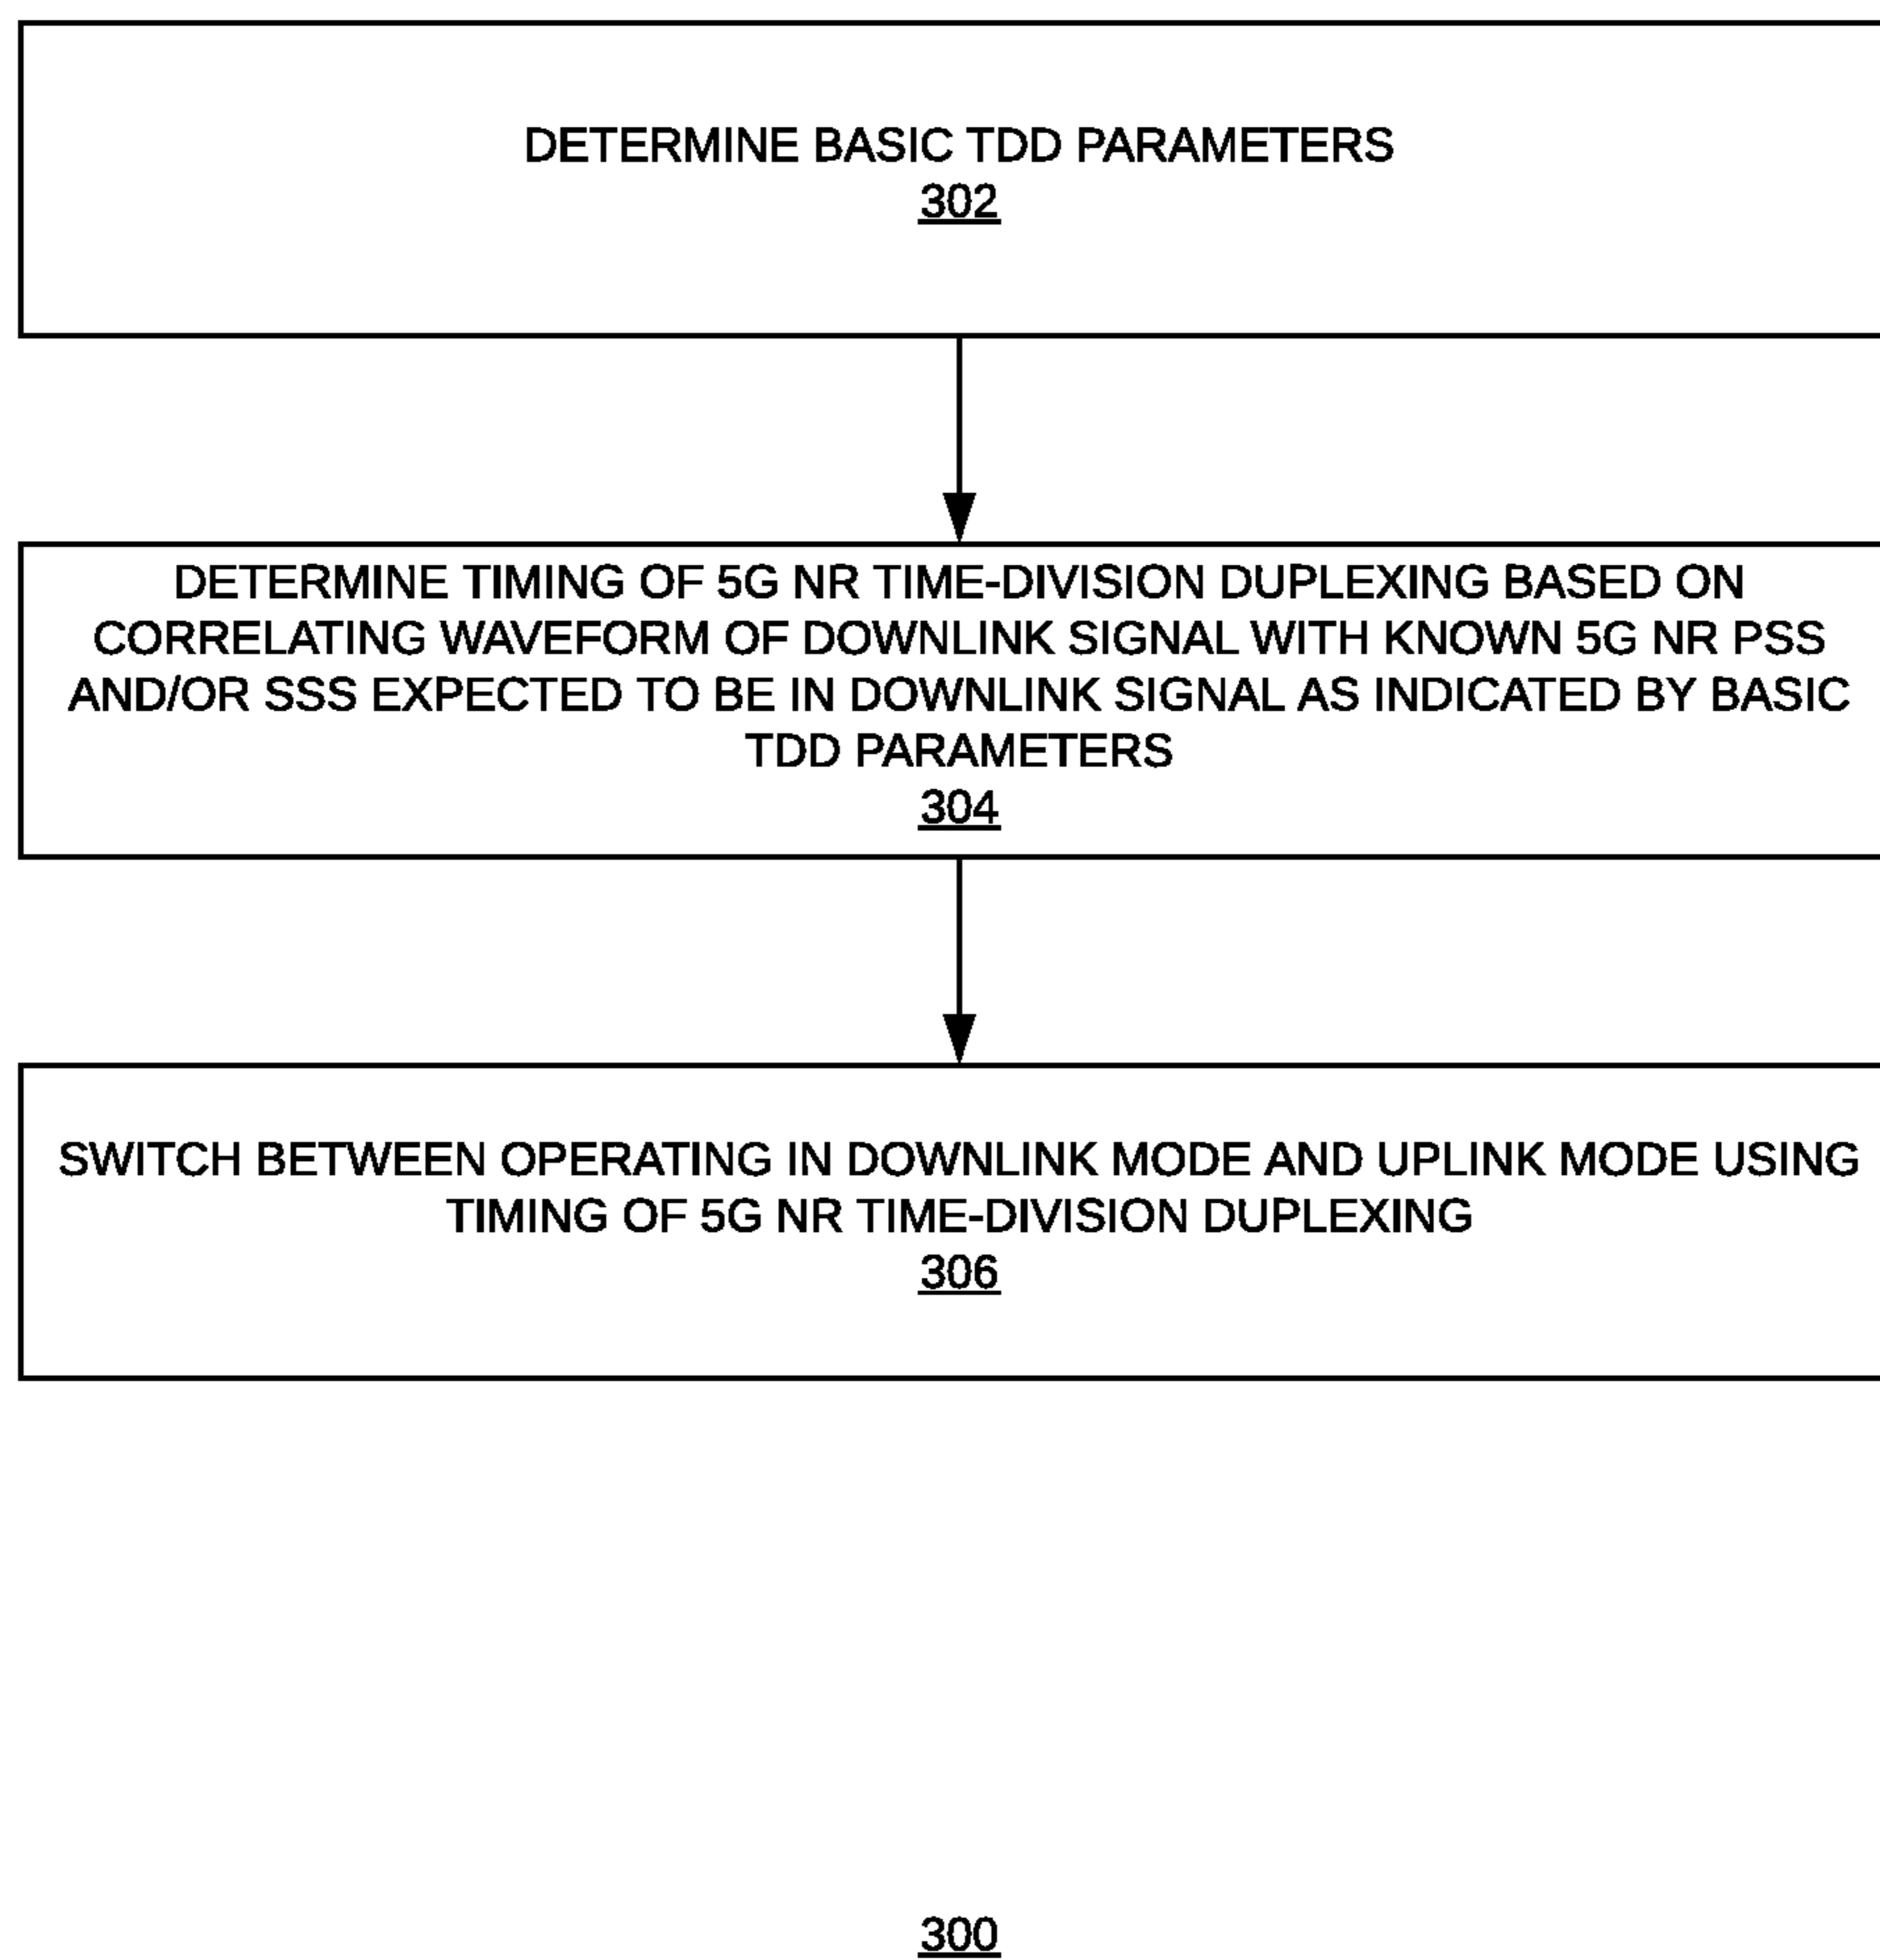 DETERMINE BASIC TDD PARAMETERS
302
DETERMINE TIMING OF 5G NR TIME-DIVISION DUPLEXING BASED ON
CORRELATING WAVEFORM OF DOWNLINK SIGNAL WITH KNOWN 5G NR PSS
AND/OR SSS EXPECTED TO BE IN DOWNLINK SIGNAL AS INDICATED BY BASIC
TDD PARAMETERS
304
SWITCH BETWEEN OPERATING IN DOWNLINK MODE AND UPLINK MODE USING
TIMING OF 5G NR TIME-DIVISION DUPLEXING
306
300